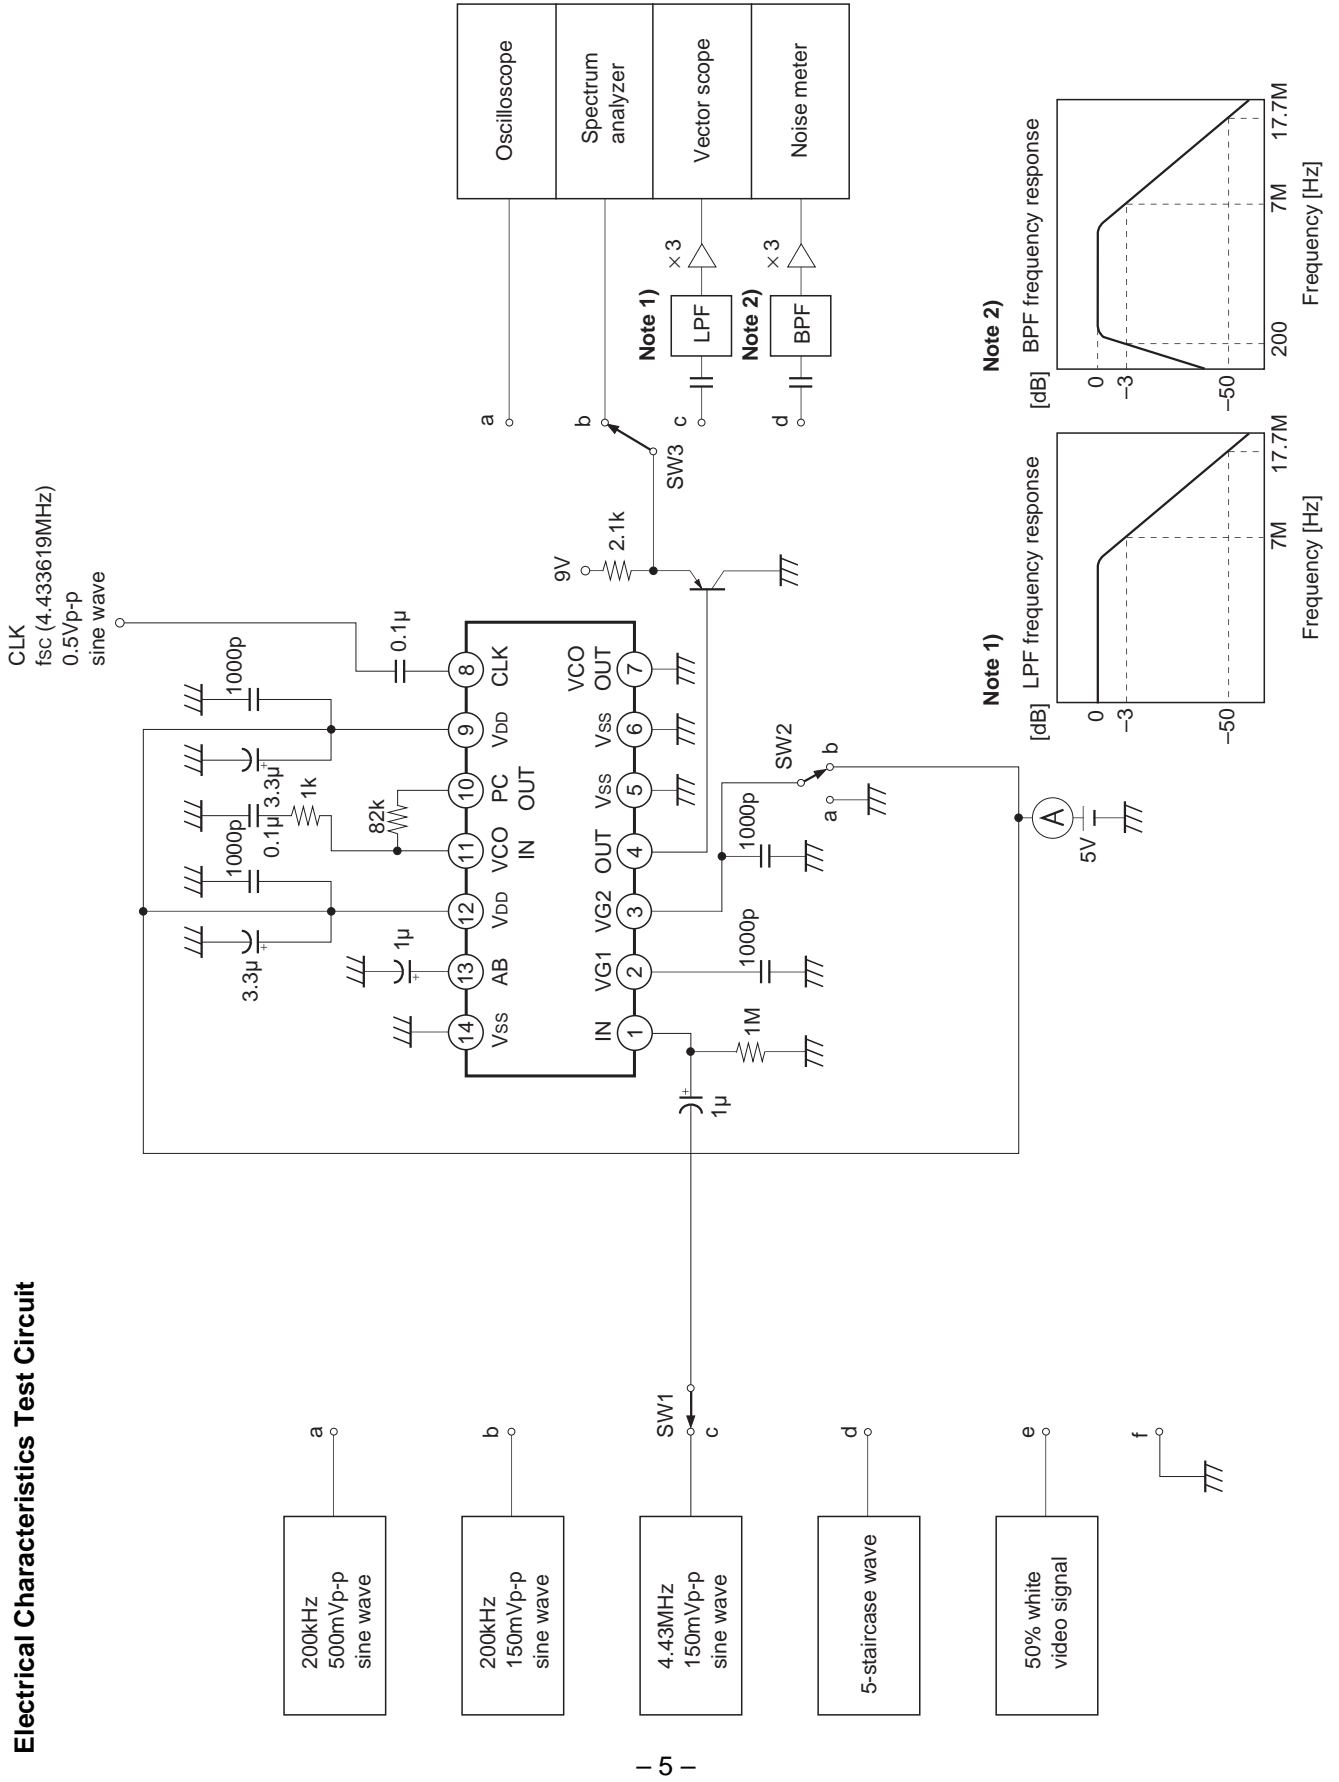 Electrical Characteristics Test Circuit
CLK
fsc (4.433619MHz)
0.5Vp-p
sine wave
3.3µ
1000p
0.1µ
1k
3.3µ
1000p
82k
1µ
0.1µ
14
13
12
11
10
9
8
VSS
AB
VDD
VCO
IN
PC
OUT
VDD
CLK
IN
VG1
VG2
OUT
VSS
VSS
VCO
OUT
1
2
3
4
5
6
7
1µ
1M
1000p
1000p
SW2
a
b
A
5V
9V
2.1k
SW3
a
b
c
d
Note 1)
LPF
× 3
Note 2)
BPF
× 3
Oscilloscope
Spectrum
analyzer
Vector scope
Noise meter
200kHz
500mVp-p
sine wave
a
200kHz
150mVp-p
sine wave
b
4.43MHz
150mVp-p
sine wave
SW1
c
5-staircase wave
d
50% white
video signal
e
f
Note 1)
[dB] LPF frequency response
0
–3
–50
7M
17.7M
Frequency [Hz]
Note 2)
[dB] BPF frequency response
0
–3
–50
200
7M
17.7M
Frequency [Hz]
– 5 –